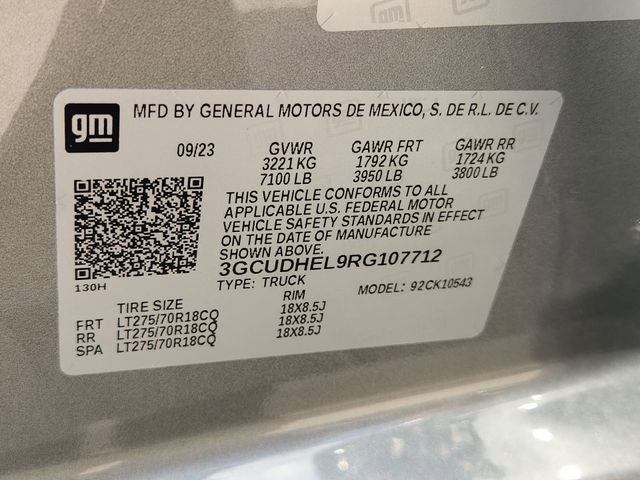 gm
MFD BY GENERAL MOTORS DE MEXICO, S. DE R.L. DE C.V.
09/23 GVWR GAWR FRT GAWR RR
3221 KG 1792 KG 1724 KG
7100 LB 3950 LB 3800 LB
THIS VEHICLE CONFORMS TO ALL
APPLICABLE U.S. FEDERAL MOTOR
VEHICLE SAFETY STANDARDS IN EFFECT
ON THE DATE OF MANUFACTURE
SHOWN ABOVE.
3GCUDHEL9RG107712
130H
TYPE: TRUCK MODEL: 92CK10543
TIRE SIZE RIM
FRT LT275/70R18CQ 18X8.5J
RR LT275/70R18CQ 18X8.5J
SPA LT275/70R18CQ 18X8.5J